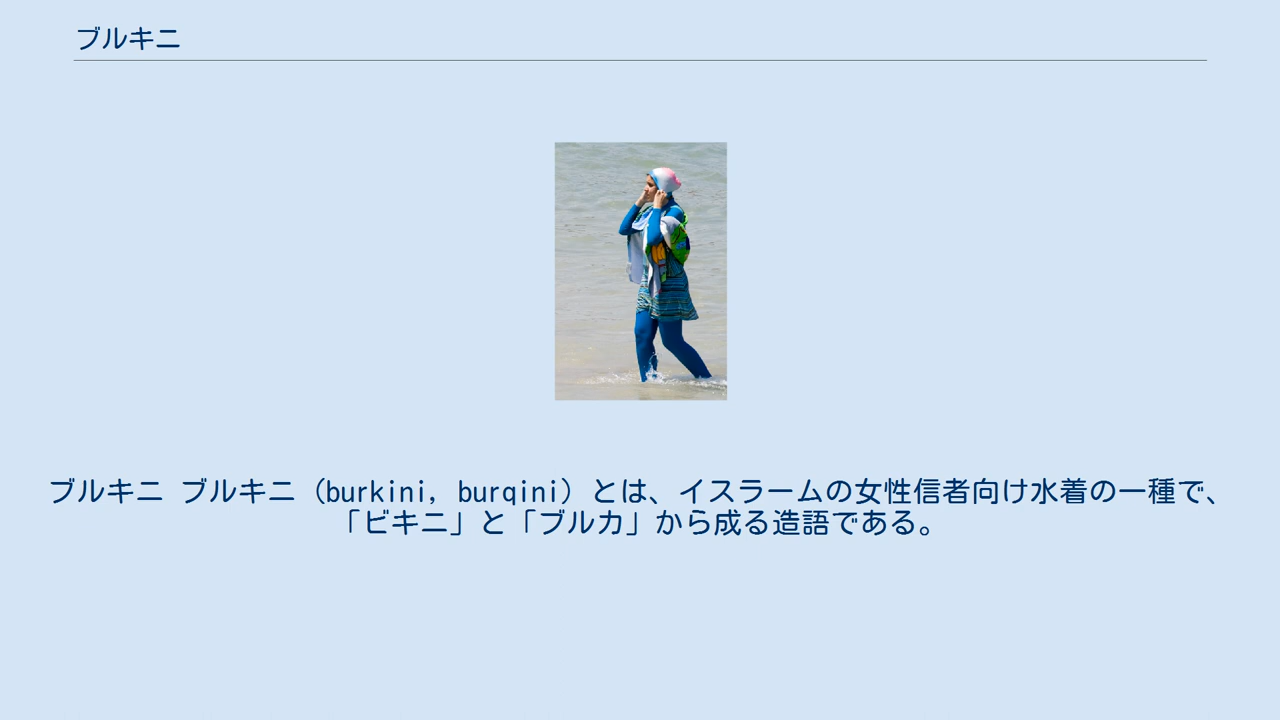 ブルキニ
ブルキニ ブルキニ（burkini, burqini）とは、イスラームの女性信者向け水着の一種で、
「ビキニ」と「ブルカ」から成る造語である。